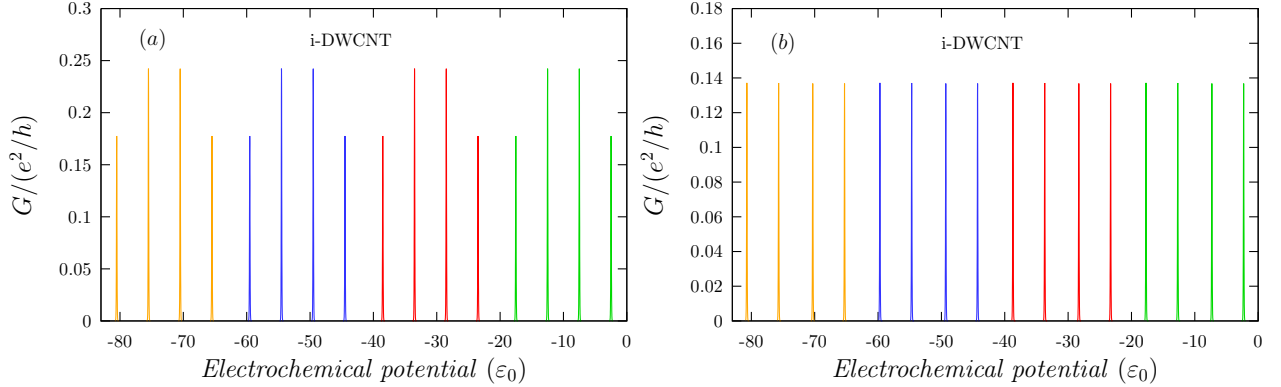 (a)
i-DWCNT
0.3
0.25
0.2
0.15
0.1
0.05
0
G/(e²/h)
-80 -70 -60 -50 -40 -30 -20 -10 0
Electrochemical potential (ε₀)
(b)
i-DWCNT
0.18
0.16
0.14
0.12
0.1
0.08
0.06
0.04
0.02
0
G/(e²/h)
-80 -70 -60 -50 -40 -30 -20 -10 0
Electrochemical potential (ε₀)